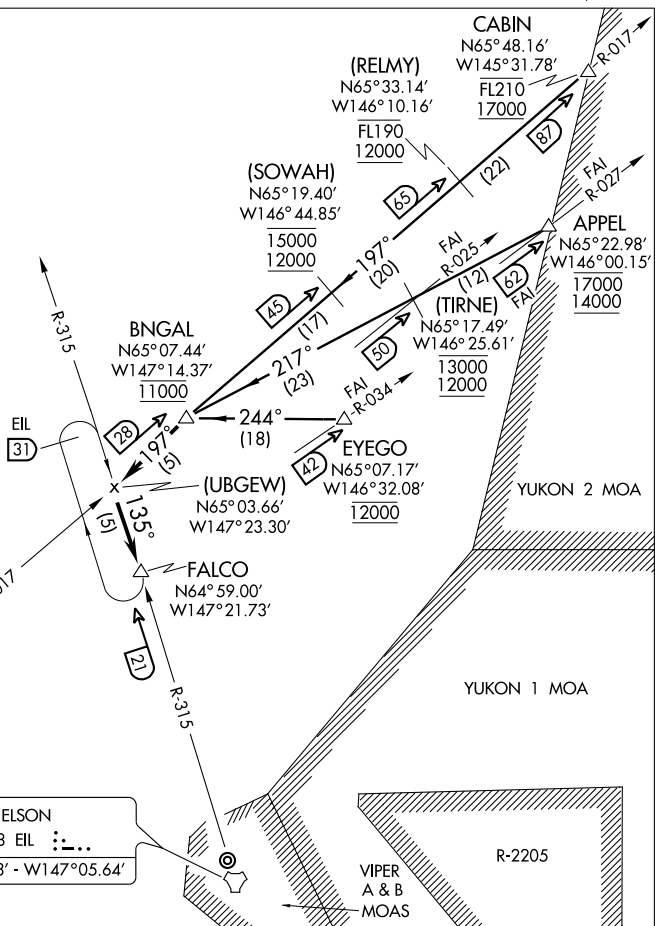 CABIN
N65°48.16'
W145°31.78'
FL210
17000
R-017
(RELMY)
N65°33.14'
W146°10.16'
FL190
12000
87
(22)
(SOWAH)
N65°19.40'
W146°44.85'
15000
12000
65
FAI
R-027
197°
(20)
FAI
R-025
(12)
62
FAI
APPEL
N65°22.98'
W146°00.15'
17000
14000
45
(17)
(TIRNE)
N65°17.49'
W146°25.61'
13000
12000
50
R-315
BNGAL
N65°07.44'
W147°14.37'
11000
217°
(23)
FAI
R-034
244°
(18)
EIL
31
28
197°
(5)
42
EYEGO
N65°07.17'
W146°32.08'
12000
(UBGEW)
N65°03.66'
W147°23.30'
135°
(5)
YUKON 2 MOA
017
FALCO
N64°59.00'
W147°21.73'
21
R-315
YUKON 1 MOA
ELSON
EIL
- W147°05.64'
VIPER
A & B
MOAS
R-2205